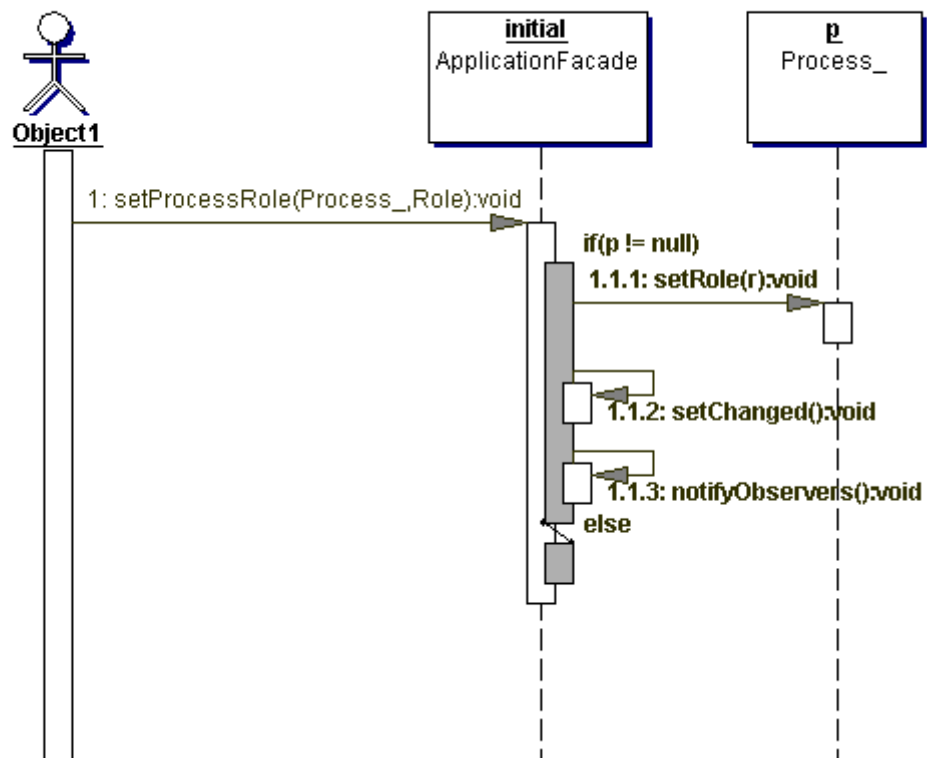 initial
ApplicationFacade
p
Process_
Object1
1: setProcessRole(Process_,Role):void
if(p != null)
1.1.1: setRole(r):void
1.1.2: setChanged():void
1.1.3: notifyObservers():void
else